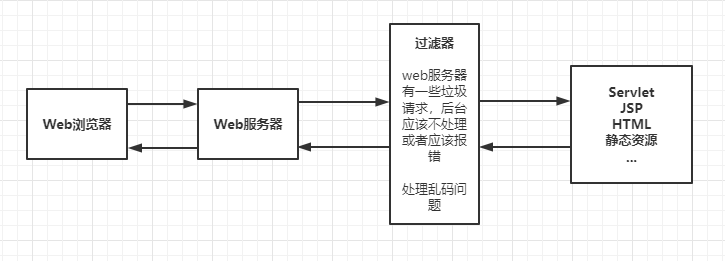 Web浏览器
Web服务器
过滤器
web服务器
有一些垃圾
请求，后台
应该不处理
或者应该报
错
处理乱码问
题
Servlet
JSP
HTML
静态资源
...